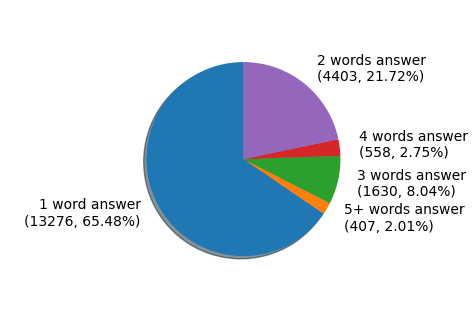 2 words answer
(4403, 21.72%)
4 words answer
(558, 2.75%)
3 words answer
(1630, 8.04%)
1 word answer
(13276, 65.48%)
5+ words answer
(407, 2.01%)